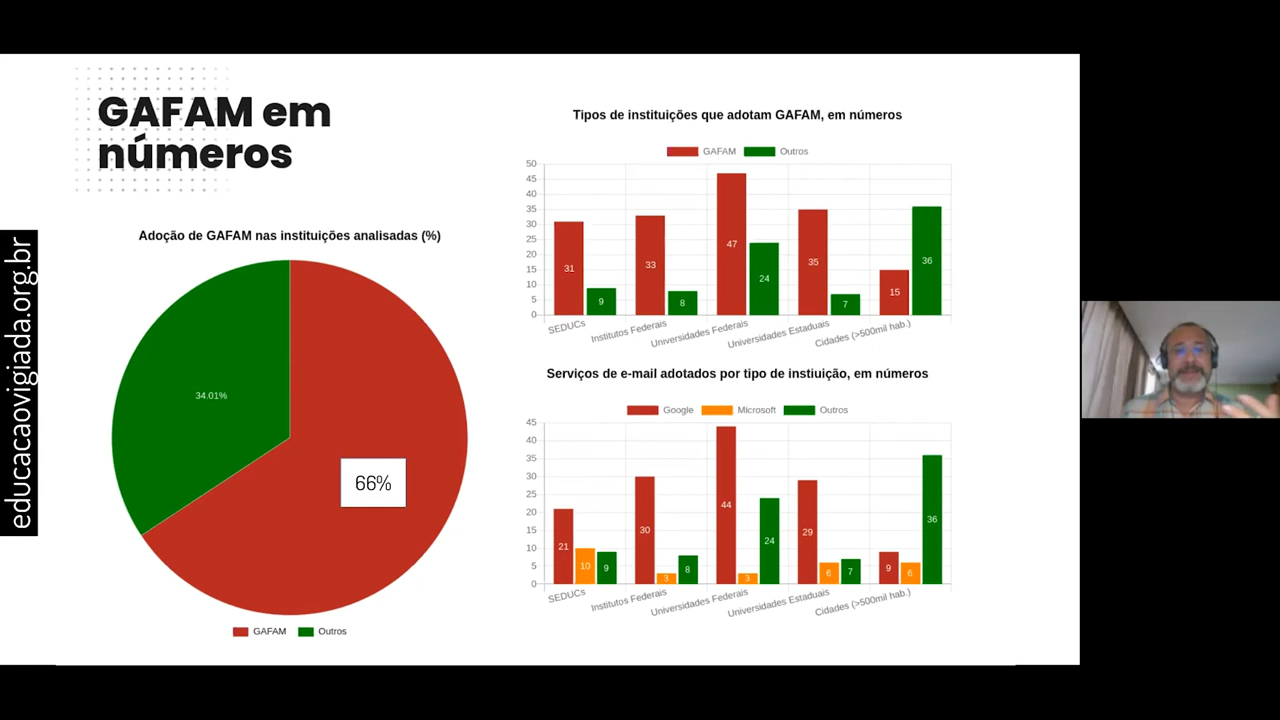 GAFAM em
números
educacaovigiada.org.br
Adoção de GAFAM nas instituições analisadas (%)
34.01%
66%
GAFAM Outros
Tipos de instituições que adotam GAFAM, em números
GAFAM Outros
50
45
40
35
30
25
20
15
10
5
0
31 9 33 8 47 24 35 7 15 36
SEDUCs Institutos Federais Universidades Federais Universidades Estaduais Cidades (>500mil hab.)
Serviços de e-mail adotados por tipo de instiuição, em números
Google Microsoft Outros
45
40
35
30
25
20
15
10
5
0
21 10 9 30 3 8 44 3 24 29 6 7 9 6 36
SEDUCs Institutos Federais Universidades Federais Universidades Estaduais Cidades (>500mil hab.)